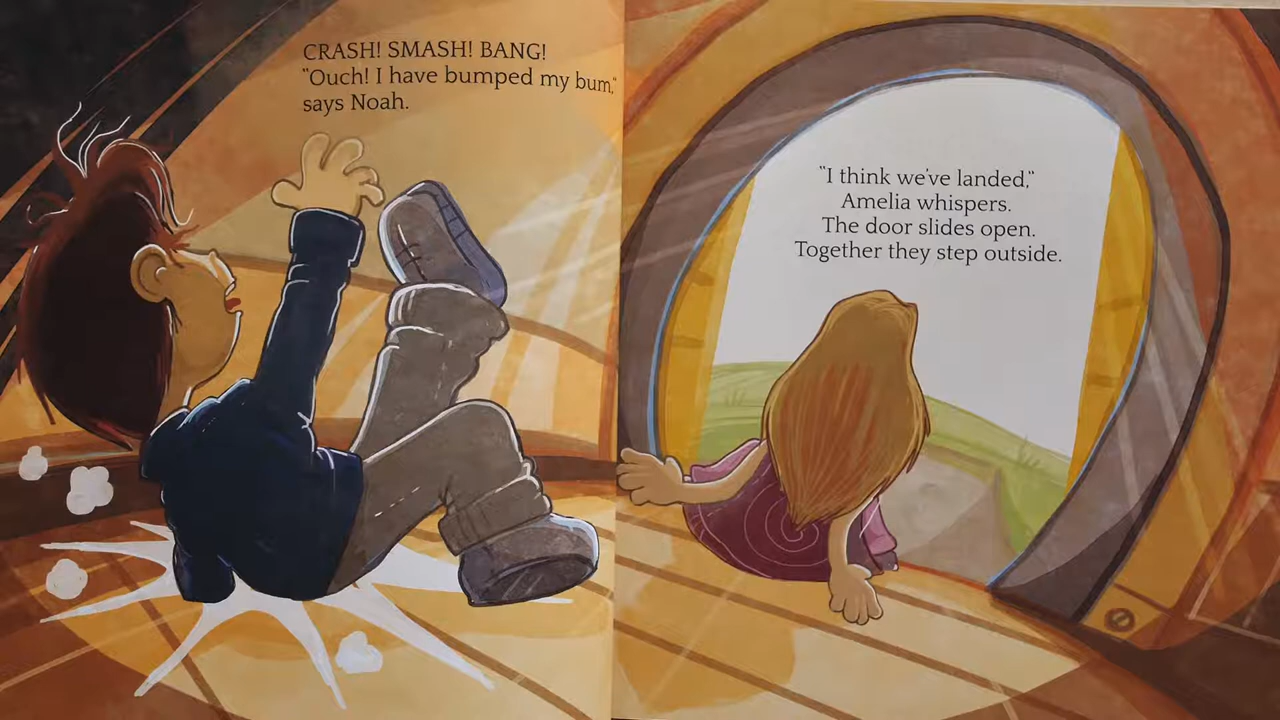 CRASH! SMASH! BANG!
"Ouch! I have bumped my bum,"
says Noah.
"I think we've landed,"
Amelia whispers.
The door slides open.
Together they step outside.